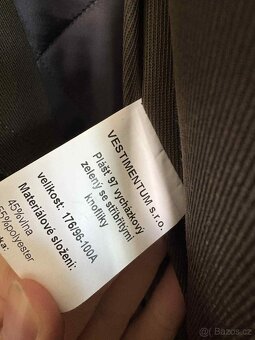 VESTIMENTUM s.r.o.
Plášť 97 vycházkový
zelený se stříbrnými
knoflíky
velikost: 176/96-100A
Materiálové složení:
45%vlna
55%polyester
sbazos.cz